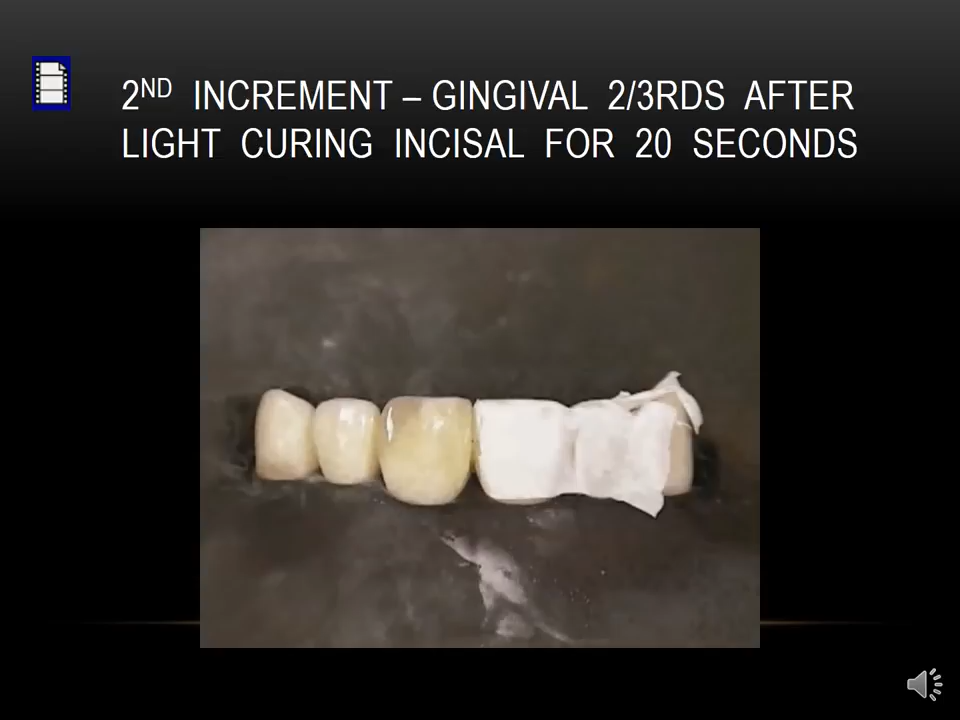 2ND INCREMENT – GINGIVAL 2/3RDS AFTER
LIGHT CURING INCISAL FOR 20 SECONDS